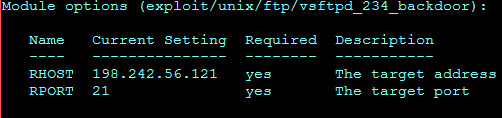 Module options (exploit/unix/ftp/vsftpd_234_backdoor):
Name Current Setting Required Description
---- --------------- -------- -----------
RHOST 198.242.56.121 yes The target address
RPORT 21 yes The target port